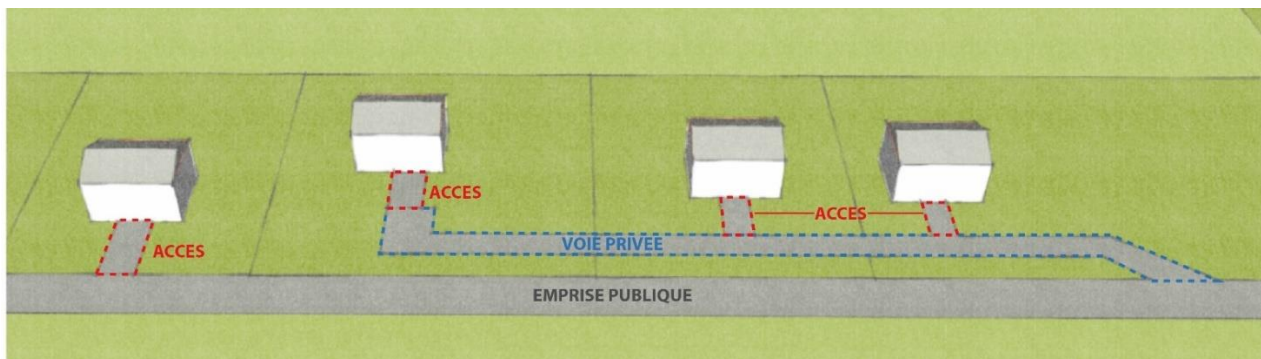 ACCES
ACCES
ACCES
VOIE PRIVEE
EMPRISE PUBLIQUE